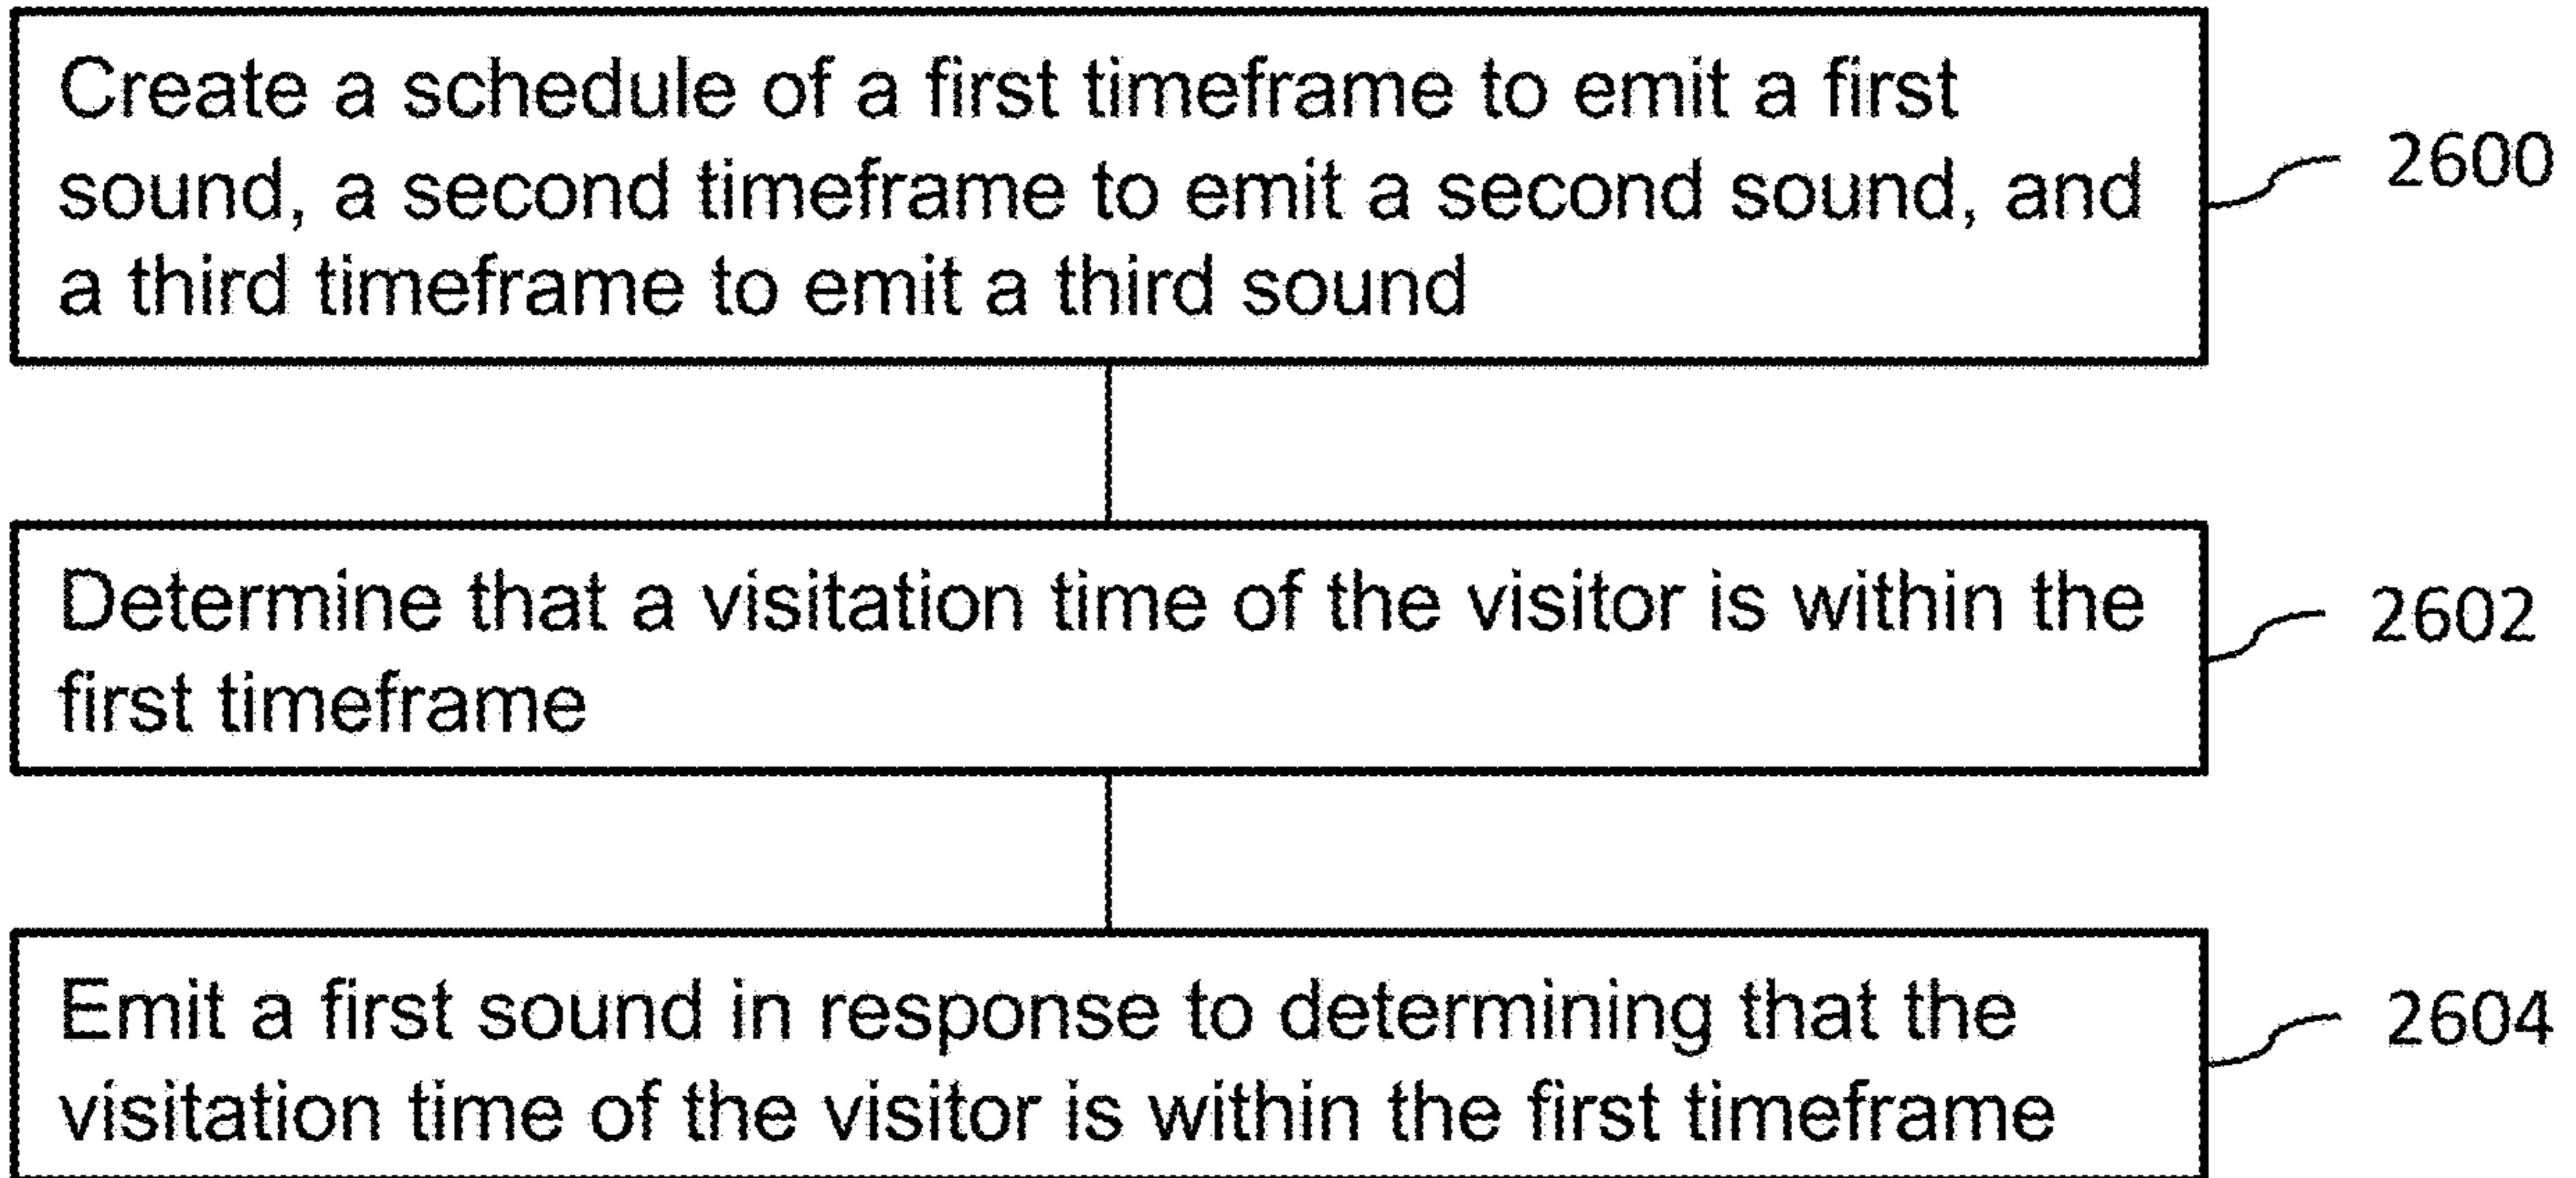 Create a schedule of a first timeframe to emit a first
sound, a second timeframe to emit a second sound, and
a third timeframe to emit a third sound
2600
Determine that a visitation time of the visitor is within the
first timeframe
2602
Emit a first sound in response to determining that the
visitation time of the visitor is within the first timeframe
2604